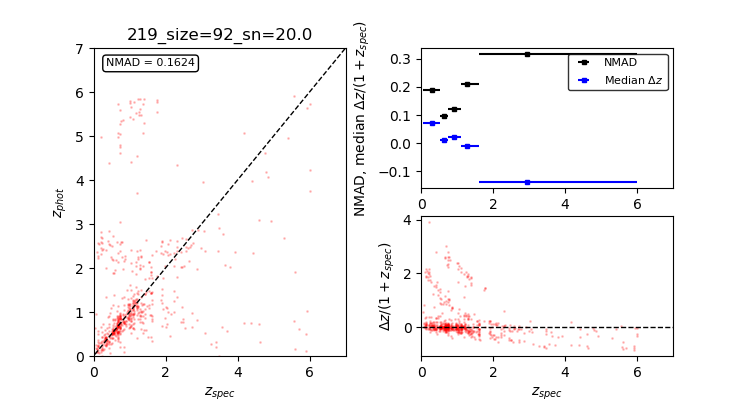 219_size=92_sn=20.0
NMAD = 0.1624
7
6
5
4
3
2
1
0
0 2 4 6
z_phot
z_spec
NMAD, median Δz/(1 + z_spec)
0.3
0.2
0.1
0.0
−0.1
0 2 4 6
NMAD
Median Δz
Δz/(1 + z_spec)
4
2
0
0 2 4 6
z_spec